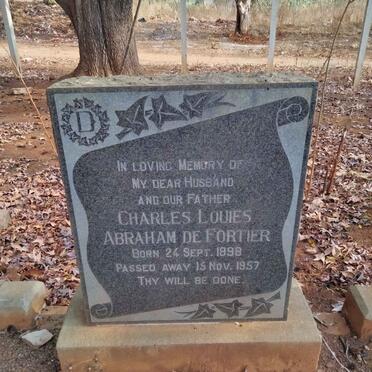 D
IN LOVING MEMORY OF
MY DEAR HUSBAND
AND OUR FATHER
CHARLES LOUIES
ABRAHAM DE FORTIER
BORN 24 SEPT. 1898
PASSED AWAY 15 NOV. 1957
THY WILL BE DONE.